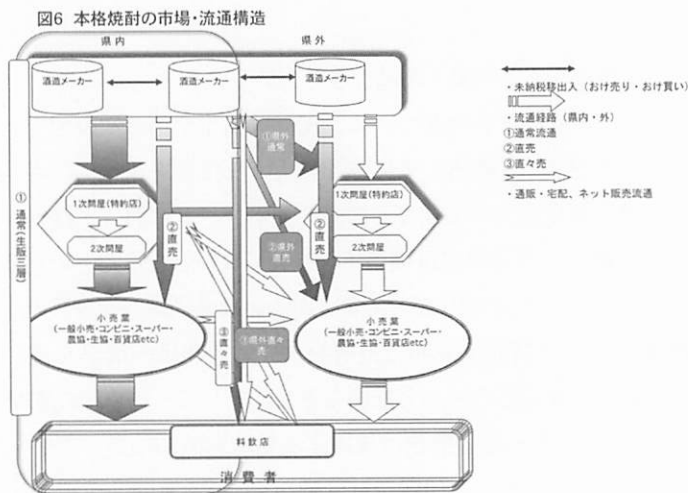 図6 本格焼酎の市場・流通構造
県内
県外
酒造メーカー
酒造メーカー
酒造メーカー
・未納税移出入（おけ売り・おけ買い）
・流通経路（県内・外）
①通常流通
②直売
③直々売
・通販・宅配、ネット販売流通
①県外
通常
①通常(生販三層)
1次問屋(特約店)
2次問屋
②直売
②県外
直売
②直売
1次問屋(特約店)
2次問屋
小売業
(一般小売・コンビニ・スーパー・
農協・生協・百貨店etc)
③直々売
③県外直々
売
小売業
(一般小売・コンビニ・スーパー・
農協・生協・百貨店etc)
料飲店
消費者